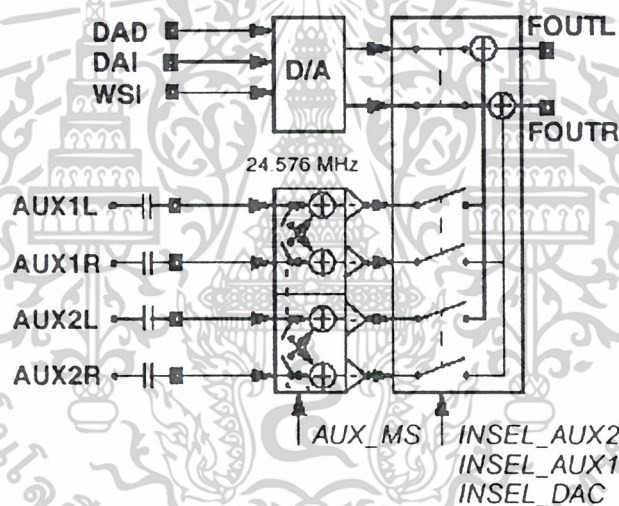 DAD
DAI
WSI
D/A
FOUTL
FOUTR
24.576 MHz
AUX1L
AUX1R
AUX2L
AUX2R
AUX_MS
INSEL_AUX2
INSEL_AUX1
INSEL_DAC